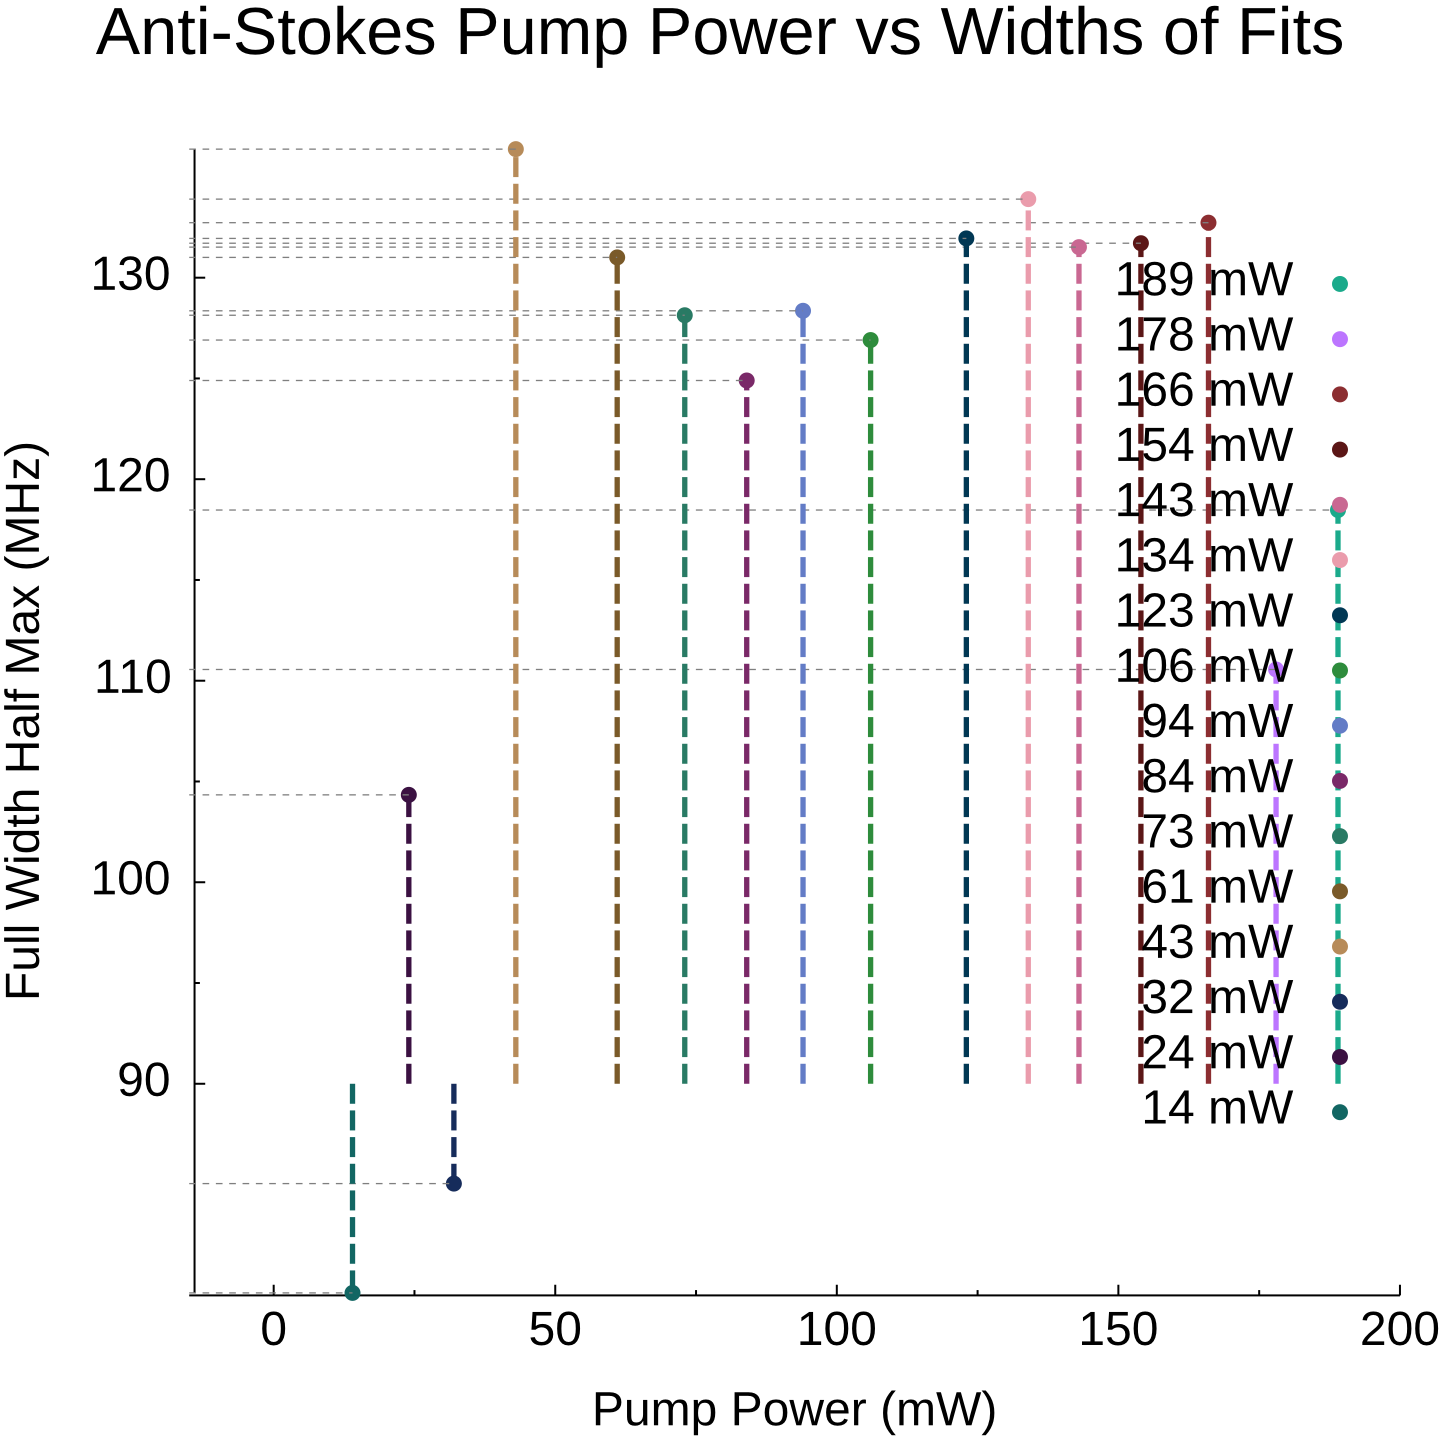 Anti-Stokes Pump Power vs Widths of Fits
Full Width Half Max (MHz)
130
120
110
100
90
189 mW
178 mW
166 mW
154 mW
143 mW
134 mW
123 mW
106 mW
94 mW
84 mW
73 mW
61 mW
43 mW
32 mW
24 mW
14 mW
0 50 100 150 200
Pump Power (mW)